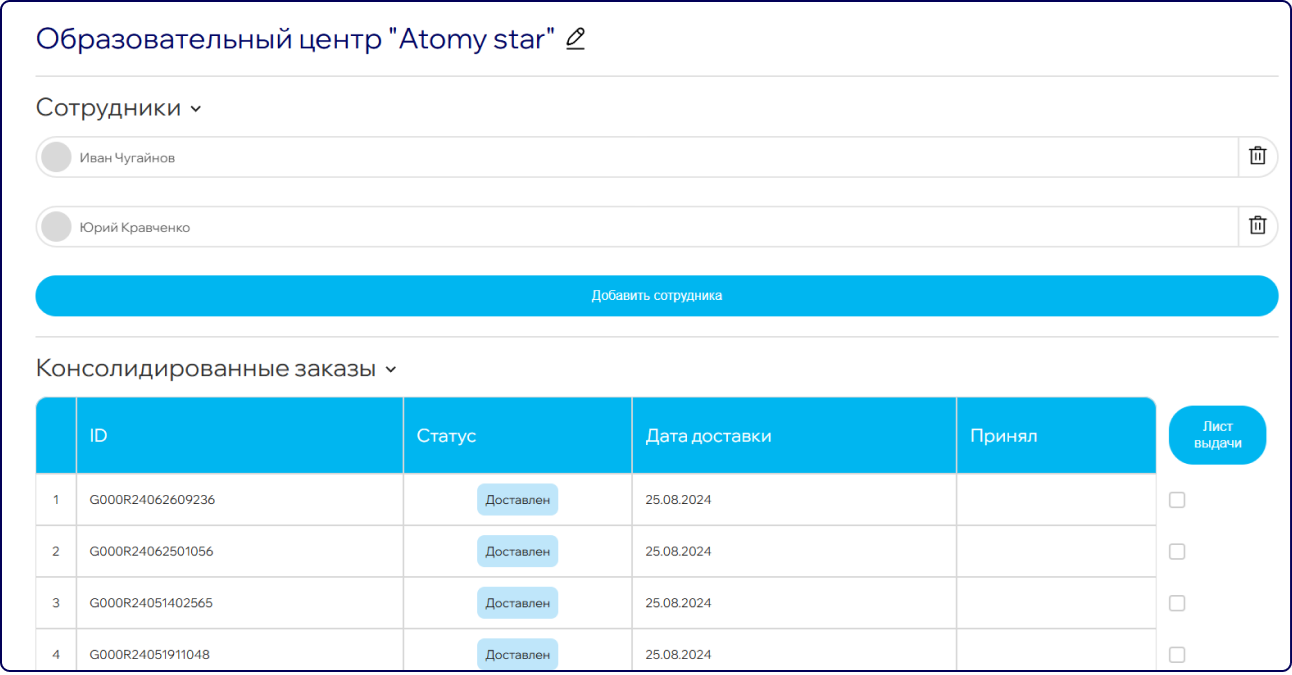 Образовательный центр "Atomy star"
Сотрудники
Иван Чугайнов
Юрий Кравченко
Добавить сотрудника
Консолидированные заказы
ID Статус Дата доставки Принял Лист выдачи
1 G000R24062609236 Доставлен 25.08.2024
2 G000R24062501056 Доставлен 25.08.2024
3 G000R24051402565 Доставлен 25.08.2024
4 G000R24051911048 Доставлен 25.08.2024